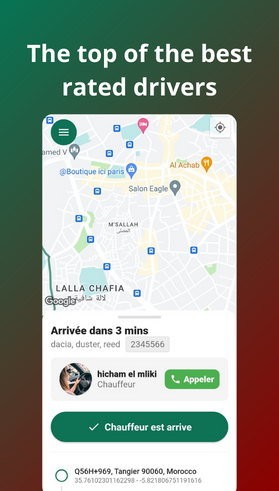 The top of the best
rated drivers
amed V
Al Achab
@Boutique ici paris
Salon Eagle
M'SALLAH
المصلى
LALLA CHAFIA
لالة شافية
Google
Arrivée dans 3 mins
dacia, duster, reed 2345566
hicham el mliki
Chauffeur
Appeler
Chauffeur est arrive
Q56H+969, Tangier 90060, Morocco
35.76102301162298 - -5.821806751191616